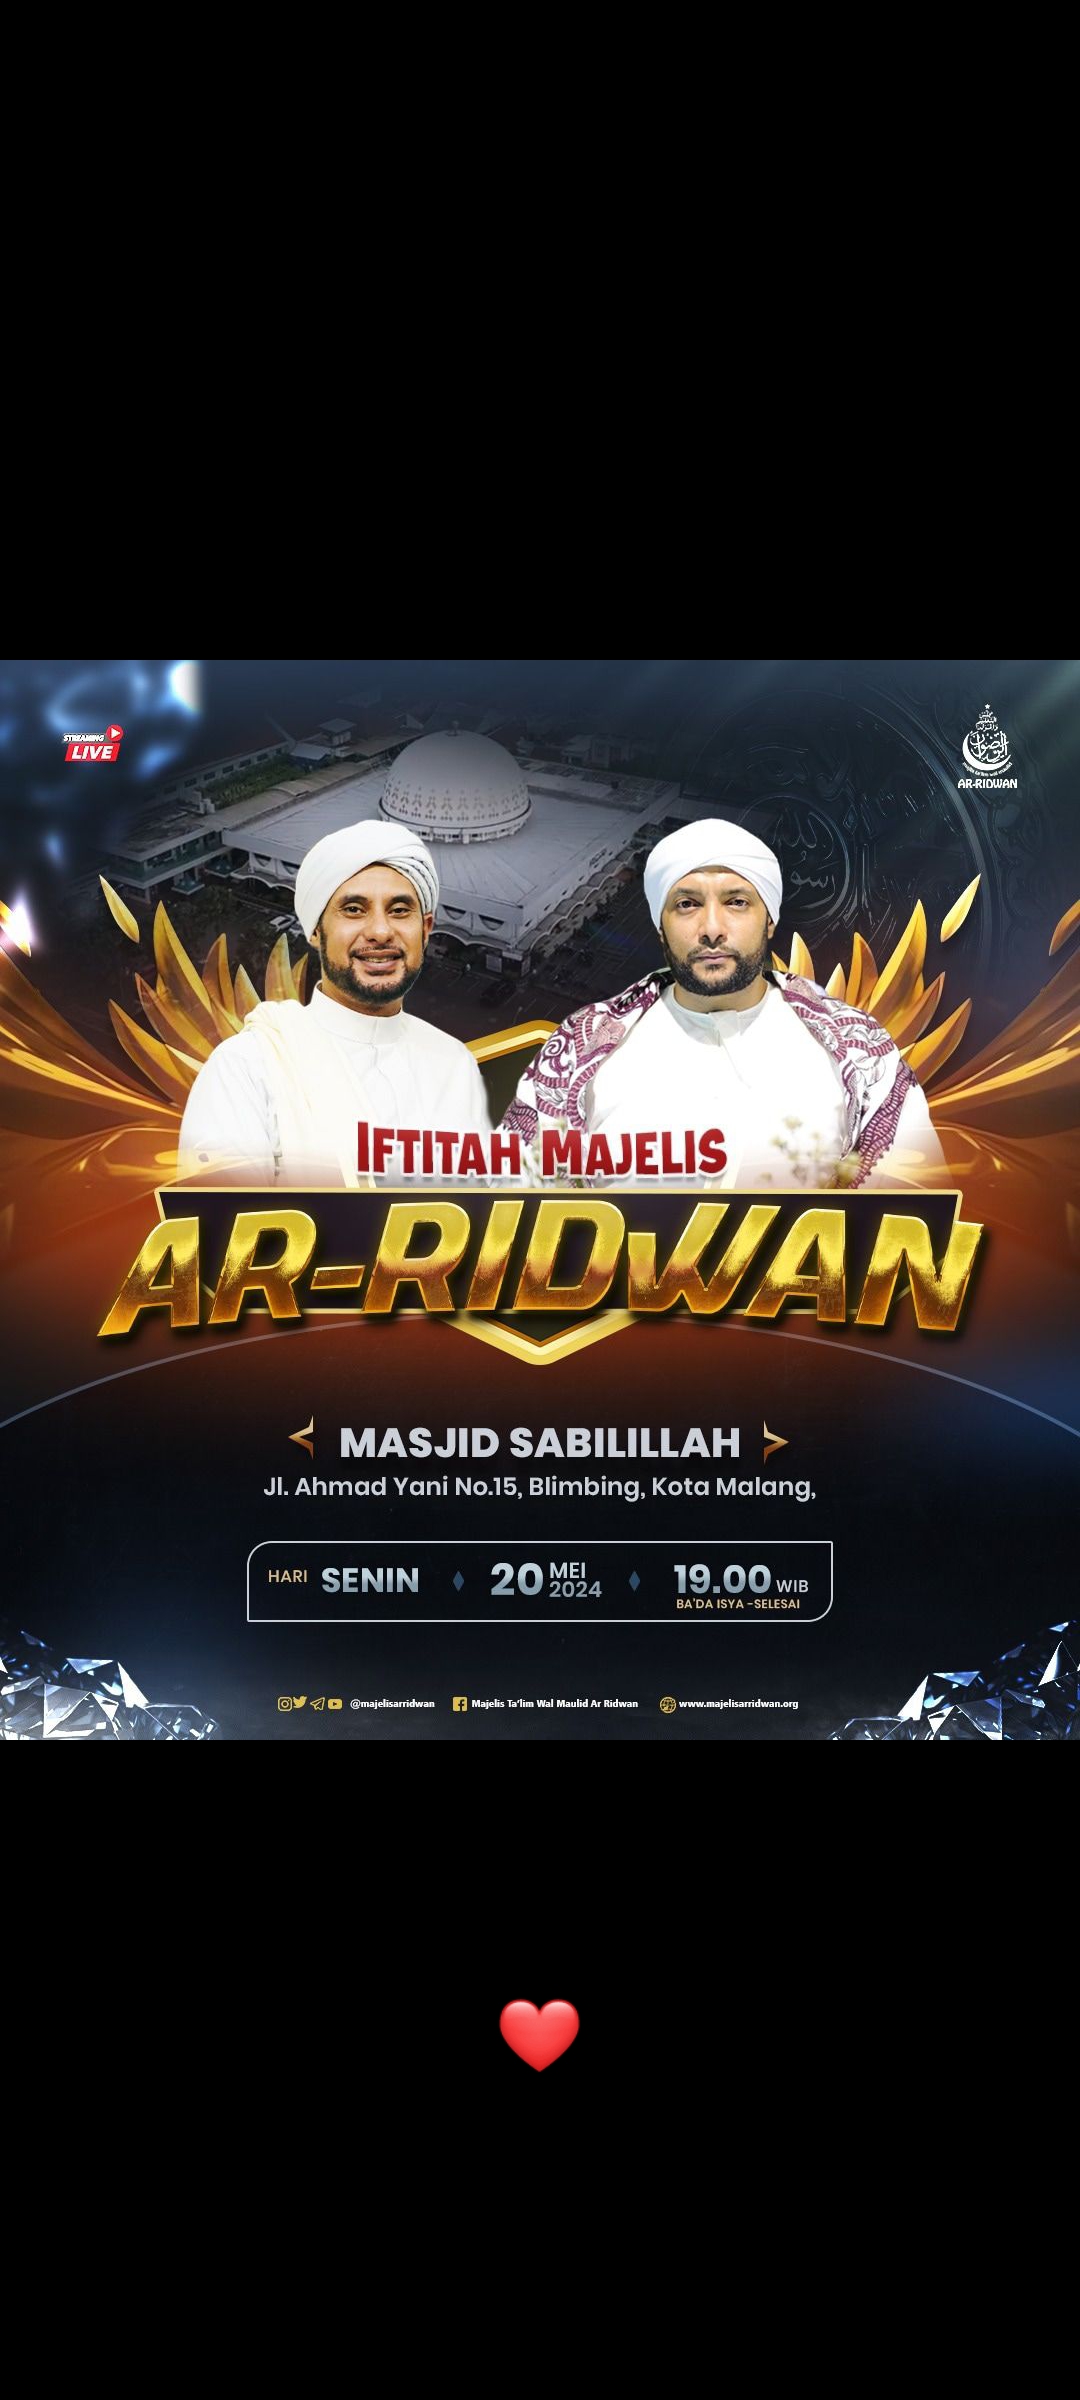 STREAMING
LIVE
AR-RIDWAN
IFTITAH MAJELIS
AR-RIDWAN
MASJID SABILILLAH
Jl. Ahmad Yani No.15, Blimbing, Kota Malang,
HARI SENIN 20 MEI 2024 19.00 WIB
BA'DA ISYA -SELESAI
@majelisarridwan Majelis Ta'lim Wal Maulid Ar Ridwan www.majelisarridwan.org